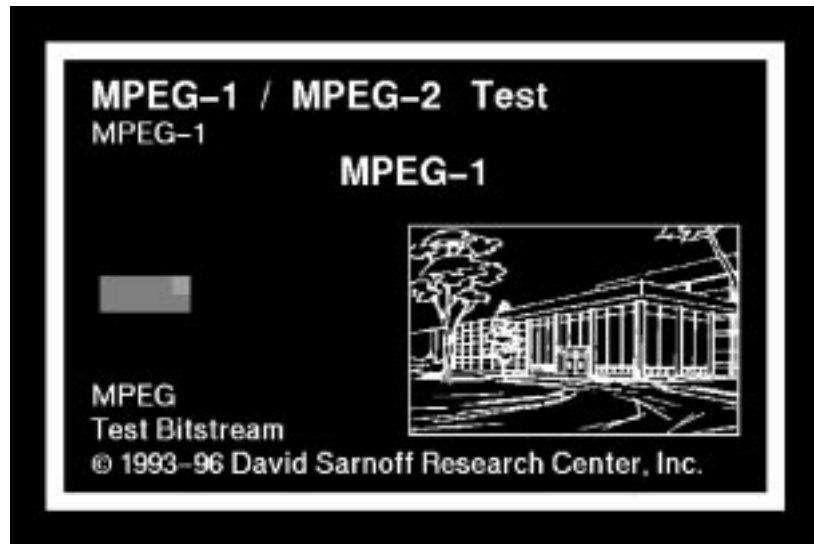 MPEG–1 / MPEG–2 Test
MPEG–1
MPEG–1
MPEG
Test Bitstream
© 1993–96 David Sarnoff Research Center, Inc.